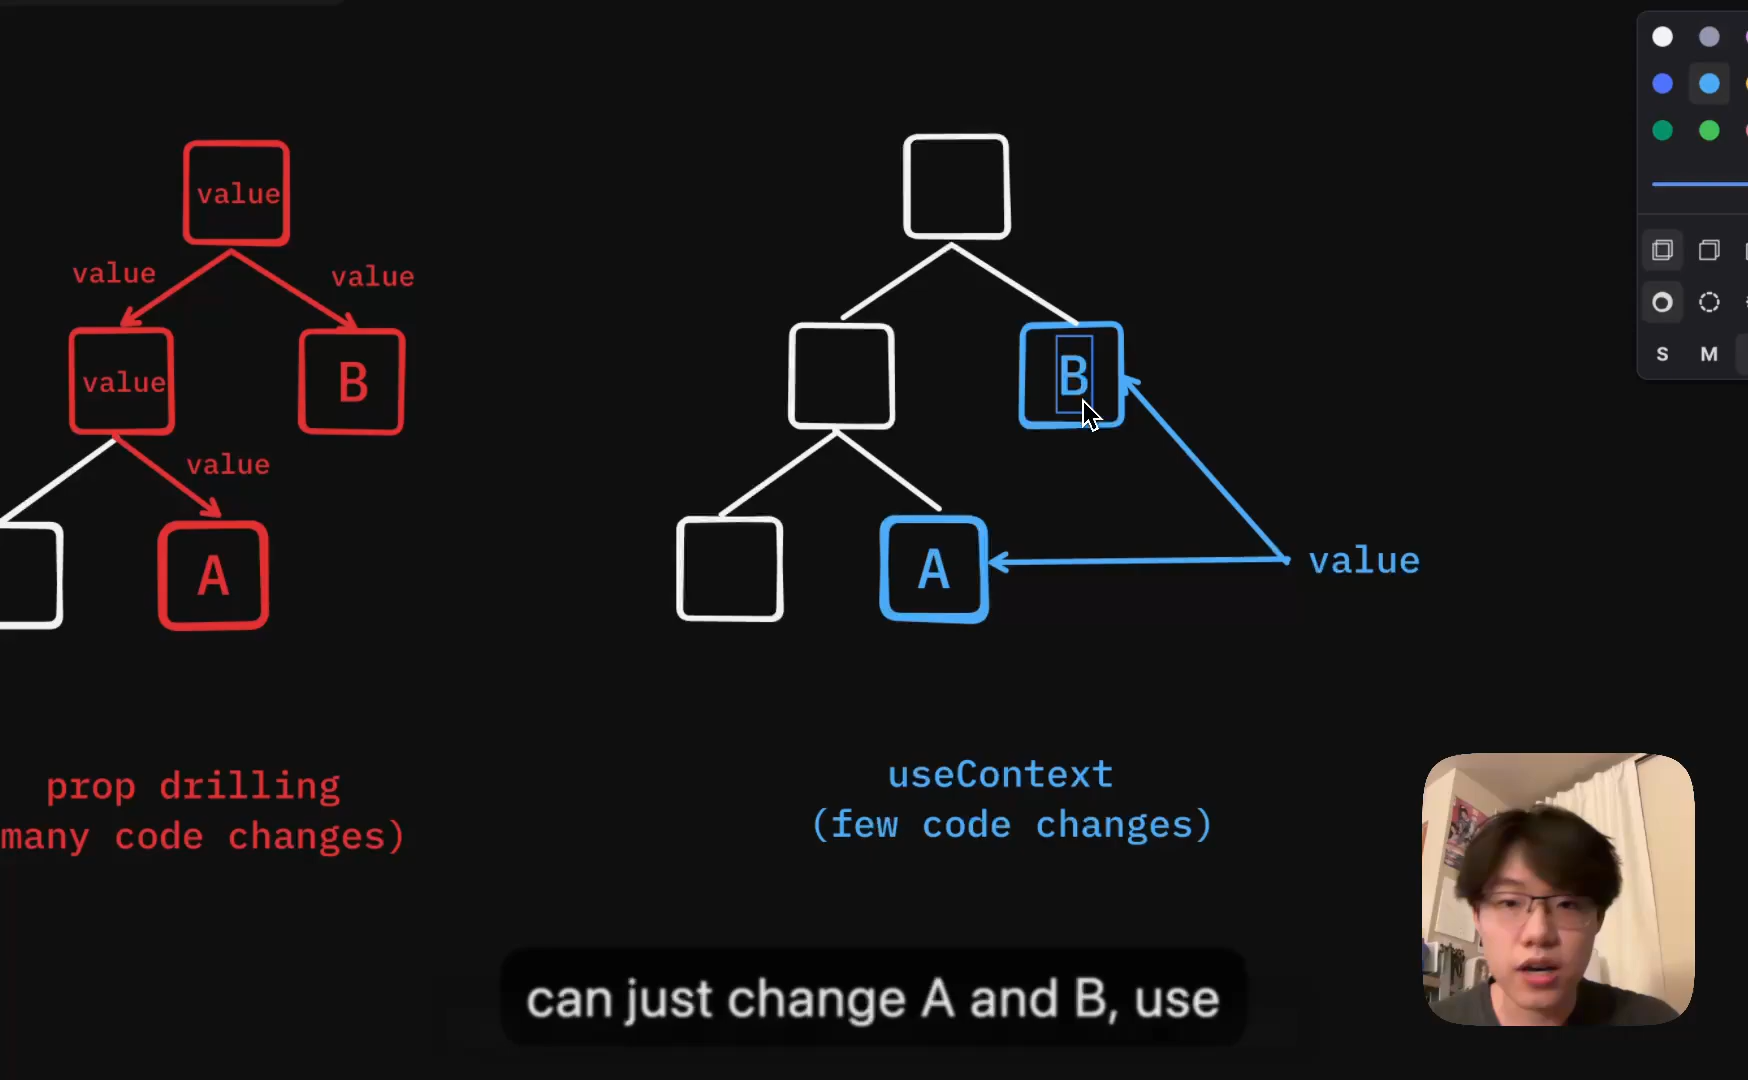 value
value
value
value
B
value
A
prop drilling
many code changes)
B
A
value
useContext
(few code changes)
S
M
can just change A and B, use